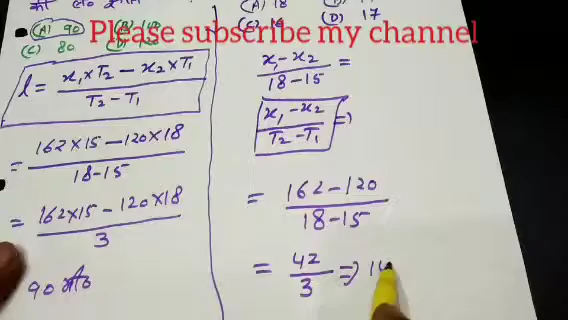 (A) 90
(C) 80
l = x₁×T₂ − x₂×T₁ / T₂ − T₁
= 162×15 − 120×18 / 18-15
= 162×15 − 120×18 / 3
90
(A) 18
(C) 16
(D) 17
Please subscribe my channel
x₁-x₂ / 18-15 =
x₁-x₂ / T₂-T₁ ⇒
= 162-120 / 18-15
= 42 / 3 ⇒ 14